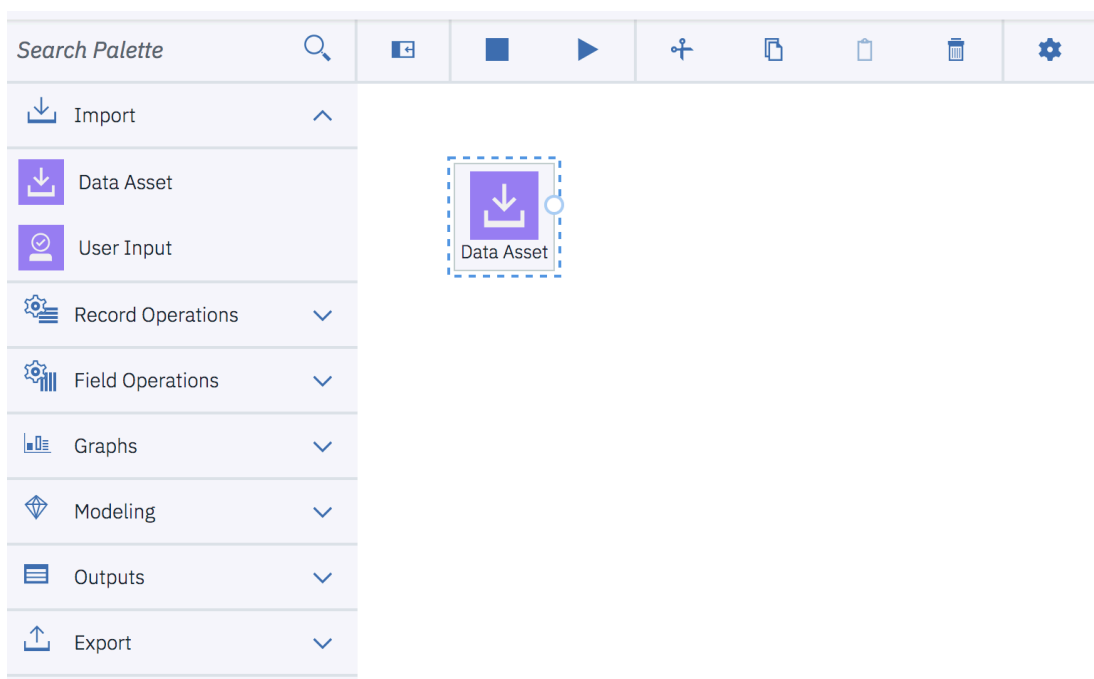 Search Palette
Import
Data Asset
User Input
Record Operations
Field Operations
Graphs
Modeling
Outputs
Export
Data Asset